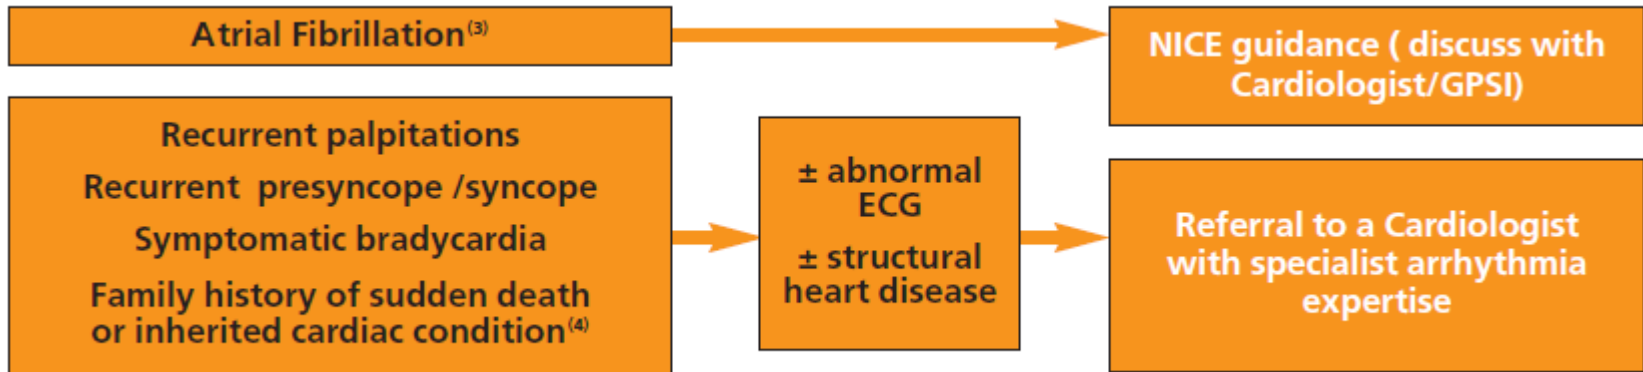 Atrial Fibrillation(3)
NICE guidance ( discuss with
Cardiologist/GPSI)
Recurrent palpitations
Recurrent presyncope /syncope
Symptomatic bradycardia
Family history of sudden death
or inherited cardiac condition(4)
± abnormal
ECG
± structural
heart disease
Referral to a Cardiologist
with specialist arrhythmia
expertise